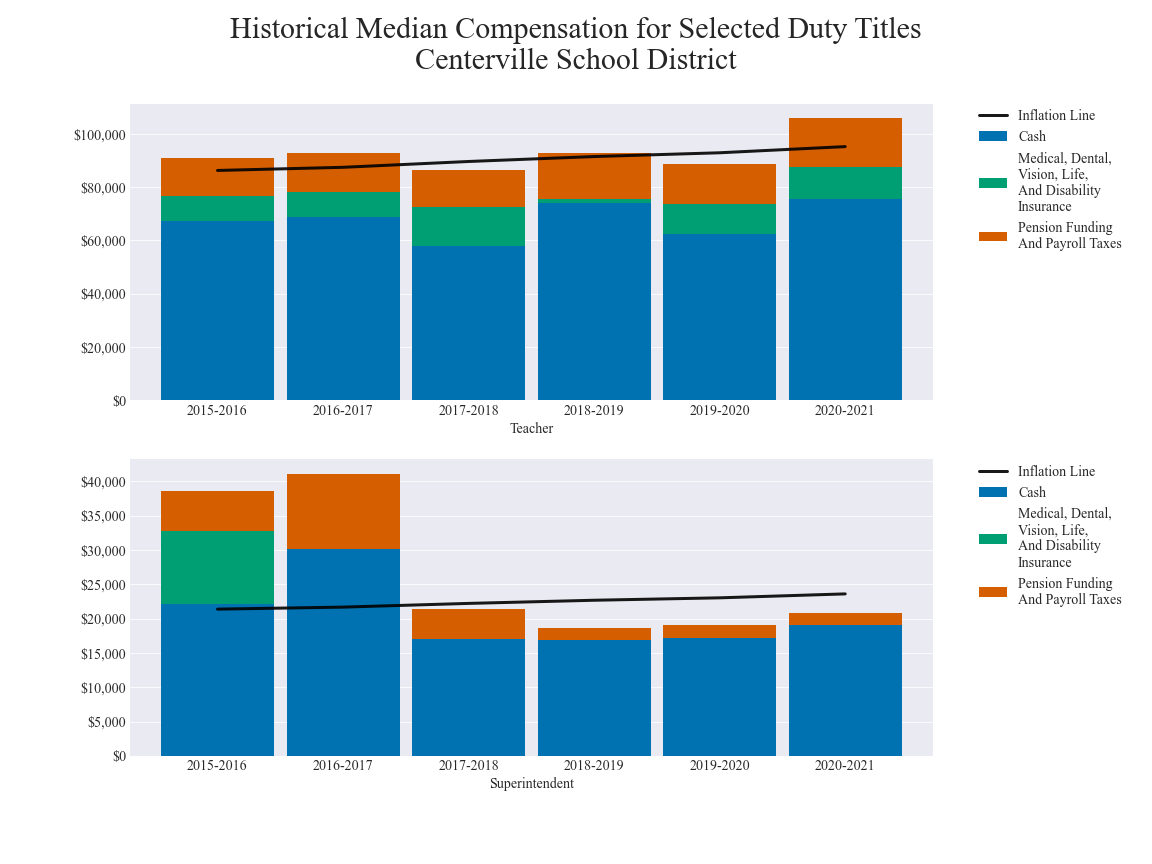 Historical Median Compensation for Selected Duty Titles
Centerville School District
$100,000
$80,000
$60,000
$40,000
$20,000
$0
2015-2016
2016-2017
2017-2018
2018-2019
2019-2020
2020-2021
Teacher
Inflation Line
Cash
Medical, Dental,
Vision, Life,
And Disability
Insurance
Pension Funding
And Payroll Taxes
$40,000
$35,000
$30,000
$25,000
$20,000
$15,000
$10,000
$5,000
$0
2015-2016
2016-2017
2017-2018
2018-2019
2019-2020
2020-2021
Superintendent
Inflation Line
Cash
Medical, Dental,
Vision, Life,
And Disability
Insurance
Pension Funding
And Payroll Taxes